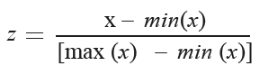 z = x – min(x) / [max (x) – min (x)]